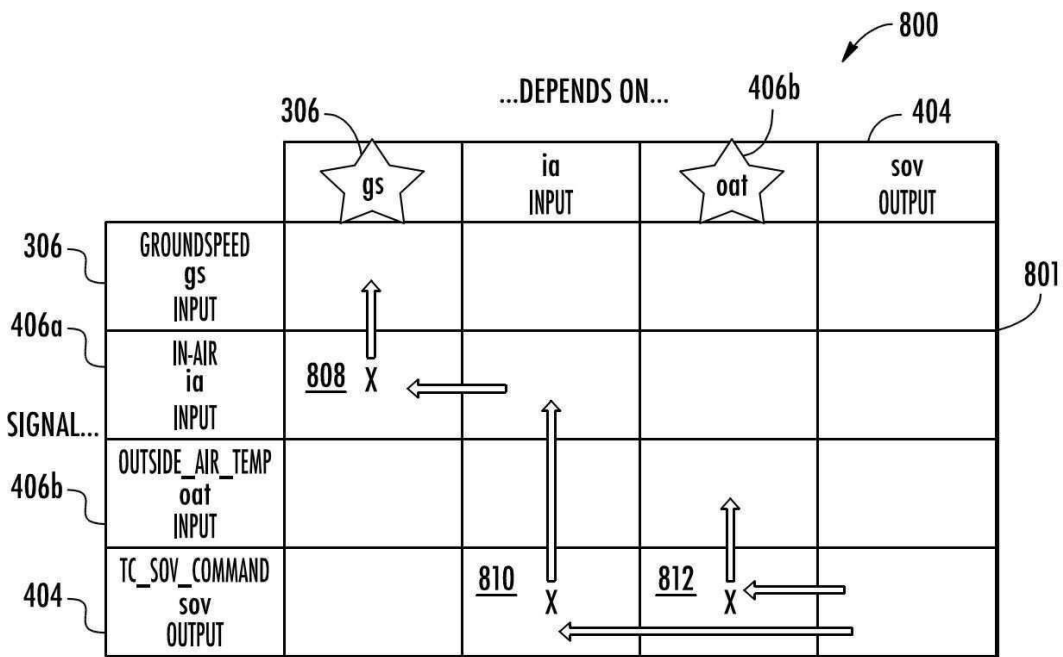 800
...DEPENDS ON...
306
406b
404
gs
ia
INPUT
oat
sov
OUTPUT
306
GROUNDSPEED
gs
INPUT
801
406a
IN-AIR
ia
INPUT
808 X
SIGNAL...
406b
OUTSIDE_AIR_TEMP
oat
INPUT
404
TC_SOV_COMMAND
sov
OUTPUT
810 X
812 X